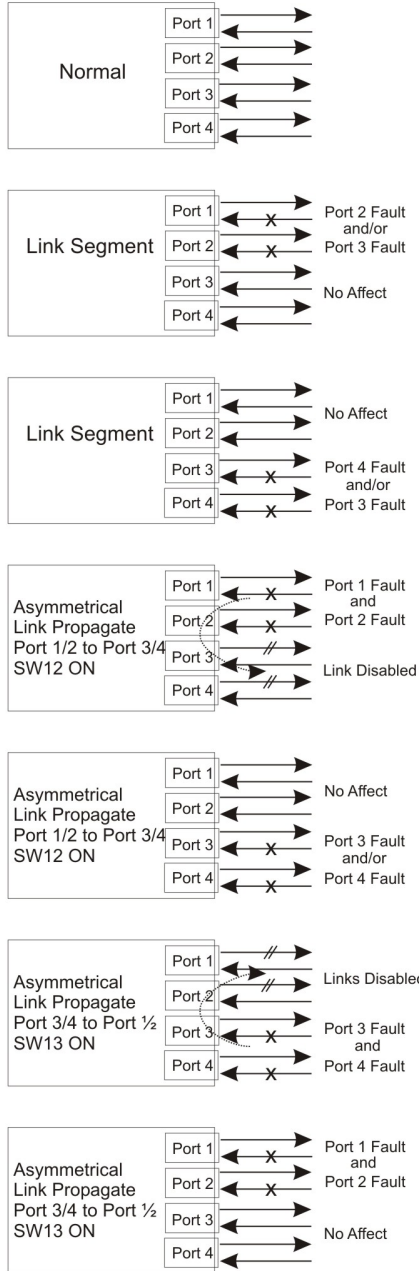 Normal
Port 1
Port 2
Port 3
Port 4
Link Segment
Port 1
Port 2
Port 3
Port 4
X
X
Port 2 Fault
and/or
Port 3 Fault
No Affect
Link Segment
Port 1
Port 2
Port 3
Port 4
X
X
No Affect
Port 4 Fault
and/or
Port 3 Fault
Asymmetrical
Link Propagate
Port 1/2 to Port 3/4
SW12 ON
Port 1
Port 2
Port 3
Port 4
X
X
Port 1 Fault
and
Port 2 Fault
Link Disabled
Asymmetrical
Link Propagate
Port 1/2 to Port 3/4
SW12 ON
Port 1
Port 2
Port 3
Port 4
X
X
No Affect
Port 3 Fault
and/or
Port 4 Fault
Asymmetrical
Link Propagate
Port 3/4 to Port ½
SW13 ON
Port 1
Port 2
Port 3
Port 4
X
X
Links Disabled
Port 3 Fault
and
Port 4 Fault
Asymmetrical
Link Propagate
Port 3/4 to Port ½
SW13 ON
Port 1
Port 2
Port 3
Port 4
X
X
Port 1 Fault
and
Port 2 Fault
No Affect